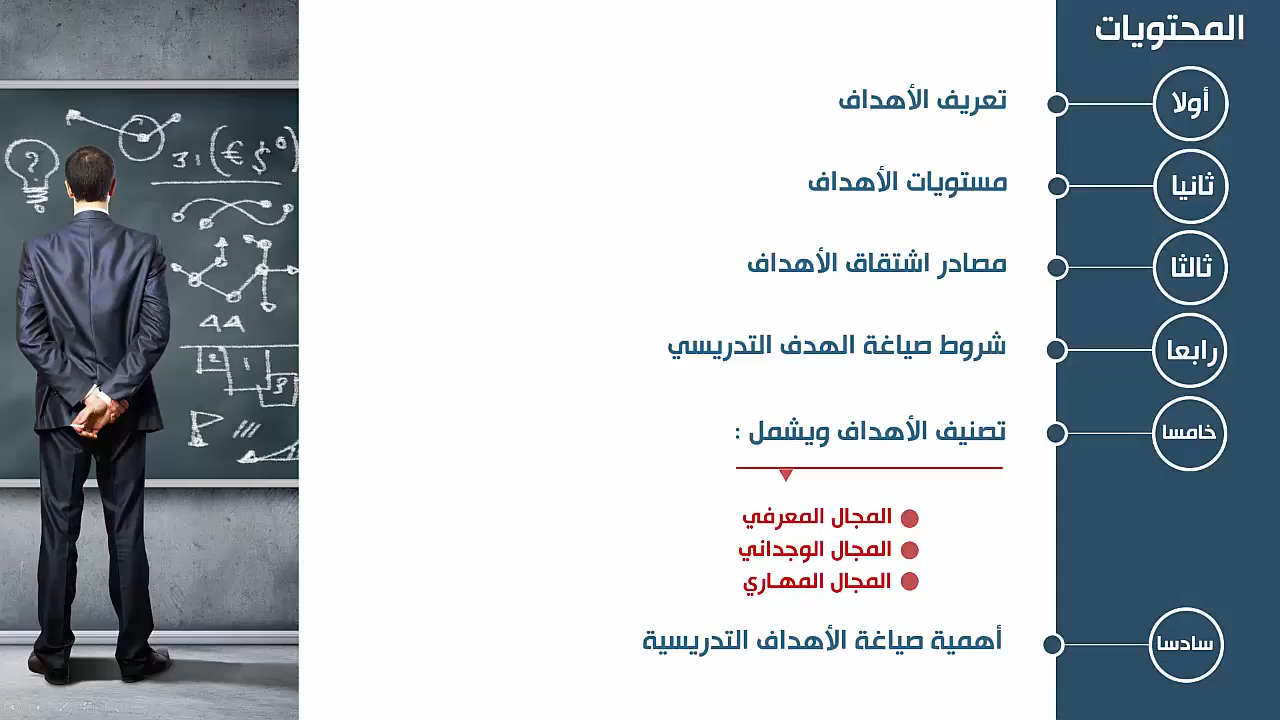 المحتويات
أولا
تعريف الأهداف
ثانيا
مستويات الأهداف
ثالثا
مصادر اشتقاق الأهداف
رابعا
شروط صياغة الهدف التدريسي
خامسا
تصنيف الأهداف ويشمل :
المجال المعرفي
المجال الوجداني
المجال المهـاري
سادسا
أهمية صياغة الأهداف التدريسية